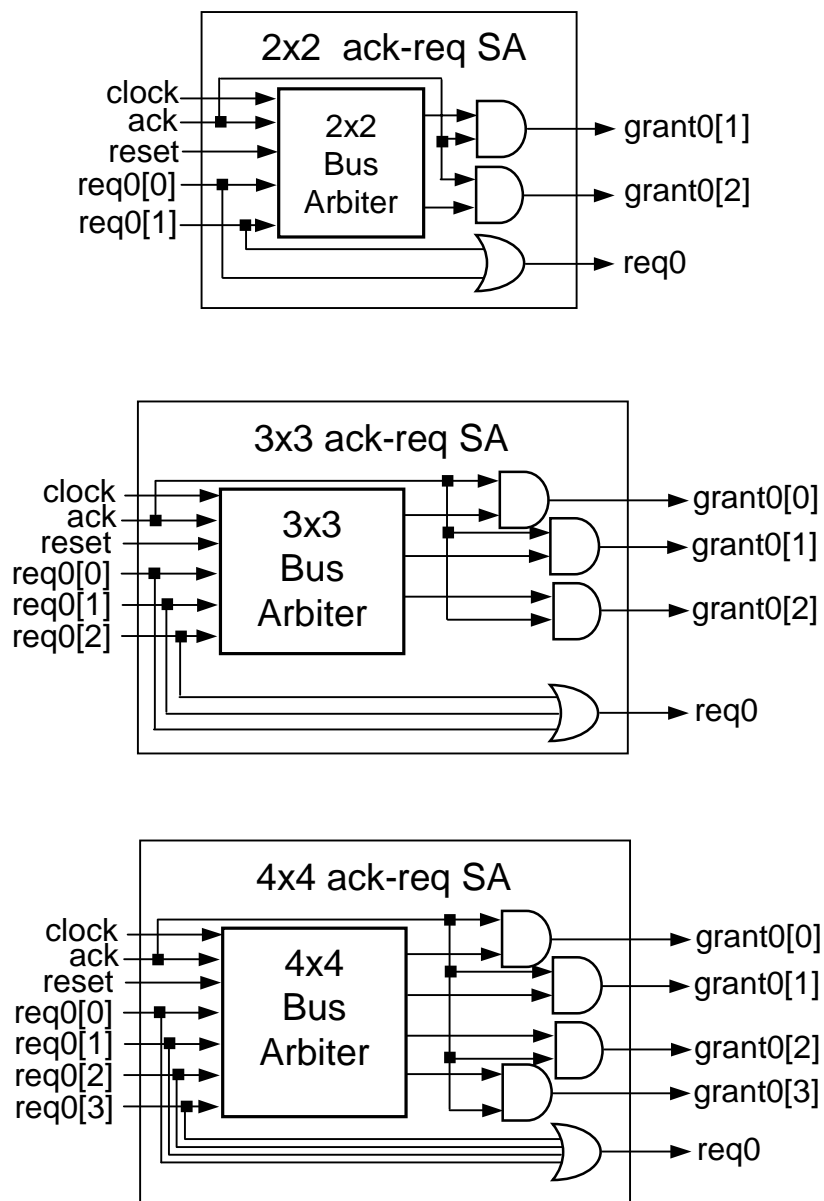 2x2 ack-req SA
clock
ack
reset
req0[0]
req0[1]
2x2
Bus
Arbiter
grant0[1]
grant0[2]
req0
3x3 ack-req SA
clock
ack
reset
req0[0]
req0[1]
req0[2]
3x3
Bus
Arbiter
grant0[0]
grant0[1]
grant0[2]
req0
4x4 ack-req SA
clock
ack
reset
req0[0]
req0[1]
req0[2]
req0[3]
4x4
Bus
Arbiter
grant0[0]
grant0[1]
grant0[2]
grant0[3]
req0